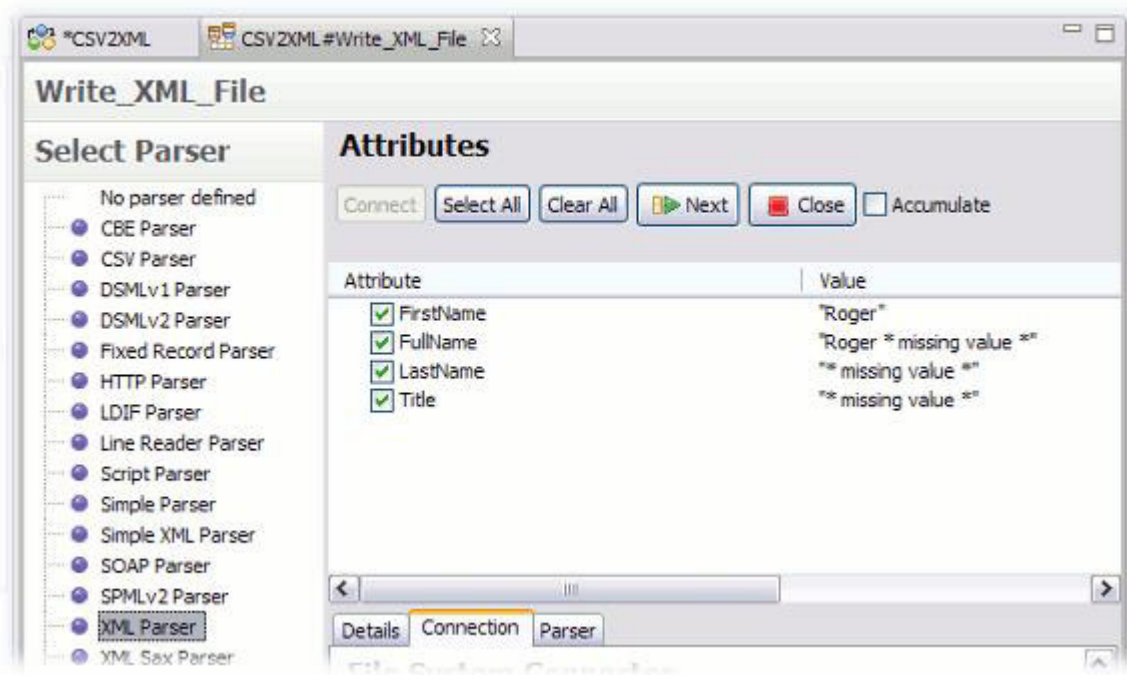 *CSV2XML CSV2XML#Write_XML_File
Write_XML_File
Select Parser
No parser defined
CBE Parser
CSV Parser
DSMLv1 Parser
DSMLv2 Parser
Fixed Record Parser
HTTP Parser
LDIF Parser
Line Reader Parser
Script Parser
Simple Parser
Simple XML Parser
SOAP Parser
SPMLv2 Parser
XML Parser
XML Sax Parser
Attributes
Connect Select All Clear All Next Close Accumulate
Attribute Value
FirstName "Roger"
FullName "Roger * missing value *"
LastName "* missing value *"
Title "* missing value *"
Details Connection Parser
File System Connector